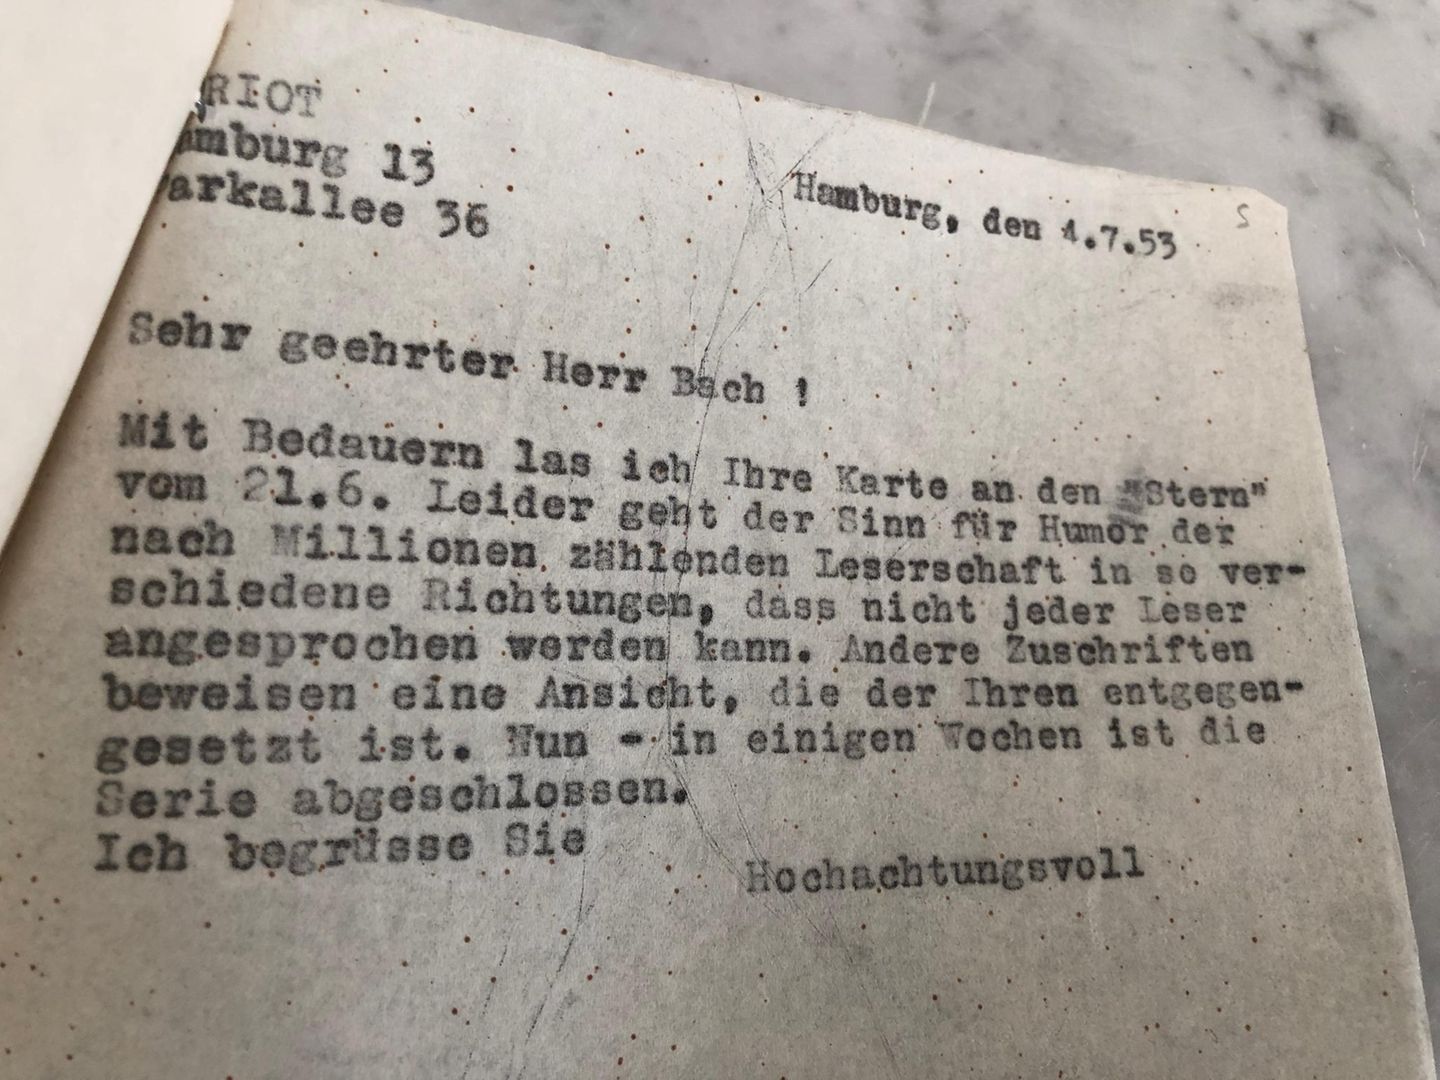 RIOT
amburg 13
arkallee 36
Hamburg, den 1.7.53
S
Sehr geehrter Herr Bach !
Mit Bedauern las ich Ihre Karte an den "Stern"
vom 21.6. Leider geht der Sinn für Humor der
nach Millionen zählenden Leserschaft in so ver-
schiedene Richtungen, dass nicht jeder Leser
angesprochen werden kann. Andere Zuschriften
beweisen eine Ansicht, die der Ihren entgegen-
gesetzt ist. Nun - in einigen Wochen ist die
Serie abgeschlossen.
Ich begrüsse Sie
Hochachtungsvoll